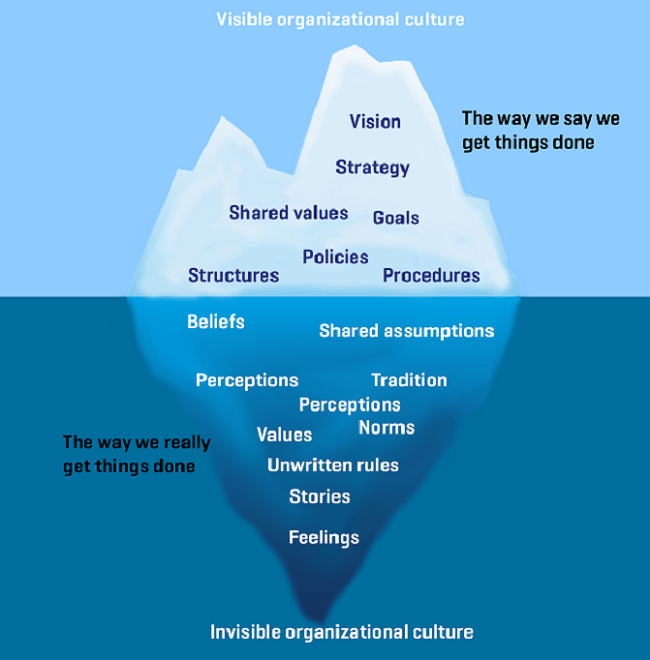 Visible organizational culture
Vision
The way we say we
get things done
Strategy
Shared values
Goals
Policies
Structures
Procedures
Beliefs
Shared assumptions
Perceptions
Tradition
Perceptions
Norms
Values
The way we really
get things done
Unwritten rules
Stories
Feelings
Invisible organizational culture